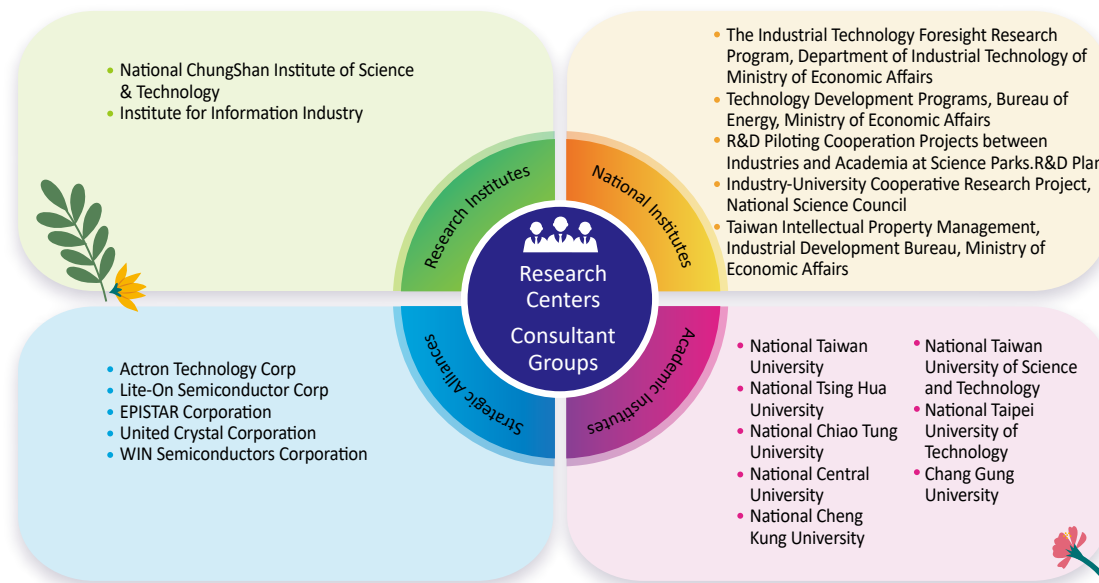 • National ChungShan Institute of Science
& Technology
• Institute for Information Industry
• The Industrial Technology Foresight Research
Program, Department of Industrial Technology of
Ministry of Economic Affairs
• Technology Development Programs, Bureau of
Energy, Ministry of Economic Affairs
• R&D Piloting Cooperation Projects between
Industries and Academia at Science Parks.R&D Plan
• Industry-University Cooperative Research Project,
National Science Council
• Taiwan Intellectual Property Management,
Industrial Development Bureau, Ministry of
Economic Affairs
Research Institutes
National Institutes
Research
Centers
Consultant
Groups
Strategic Alliances
Academic Institutes
• Actron Technology Corp
• Lite-On Semiconductor Corp
• EPISTAR Corporation
• United Crystal Corporation
• WIN Semiconductors Corporation
• National Taiwan
University
• National Tsing Hua
University
• National Chiao Tung
University
• National Central
University
• National Cheng
Kung University
• National Taiwan
University of Science
and Technology
• National Taipei
University of
Technology
• Chang Gung
University